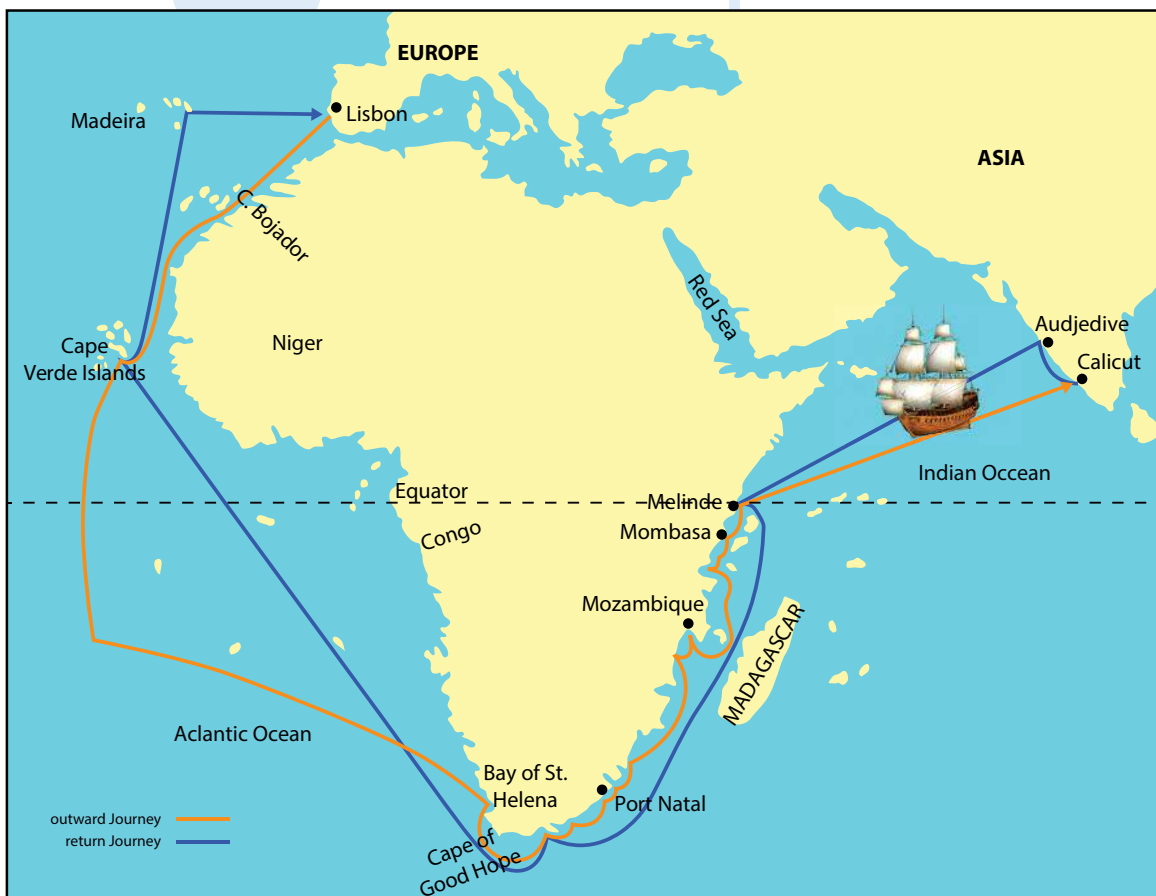 EUROPE
Madeira
Lisbon
ASIA
C. Bojador
Red Sea
Niger
Audjedive
Cape
Verde Islands
Calicut
Indian Occean
Equator
Melinde
Congo
Mombasa
Mozambique
MADAGASCAR
Aclantic Ocean
Bay of St.
Helena
Port Natal
outward Journey
return Journey
Cape of
Good Hope